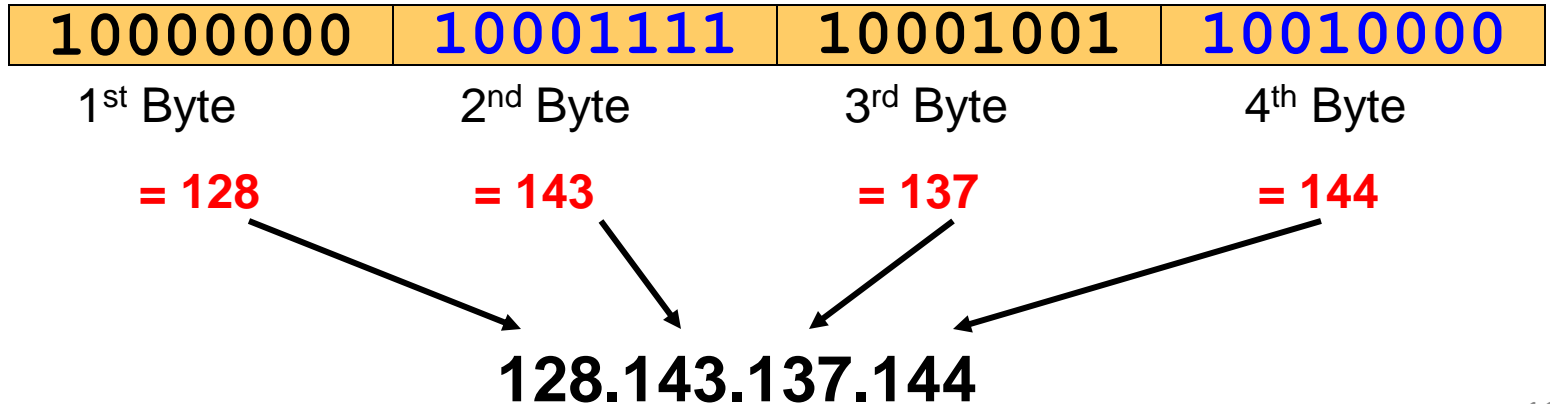 10000000 10001111 10001001 10010000
1st Byte 2nd Byte 3rd Byte 4th Byte
= 128 = 143 = 137 = 144
128.143.137.144